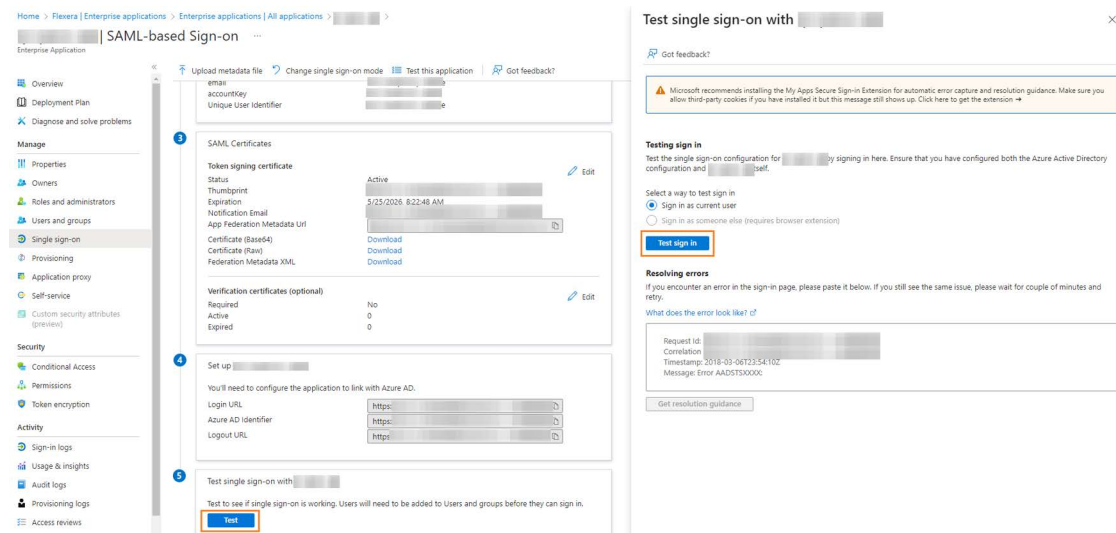 Home > Flexera | Enterprise applications > Enterprise applications | All applications >
| SAML-based Sign-on ...
Enterprise Application
Overview
Deployment Plan
Diagnose and solve problems
Manage
Properties
Owners
Roles and administrators
Users and groups
Single sign-on
Provisioning
Application proxy
Self-service
Custom security attributes
(preview)
Security
Conditional Access
Permissions
Token encryption
Activity
Sign-in logs
Usage & insights
Audit logs
Provisioning logs
Access reviews
Upload metadata file Change single sign-on mode Test this application Got feedback?
email
accountKey
Unique User Identifier
3
SAML Certificates
Token signing certificate Edit
Status Active
Thumbprint
Expiration 5/25/2026, 8:22:48 AM
Notification Email
App Federation Metadata Url
Certificate (Base64) Download
Certificate (Raw) Download
Federation Metadata XML Download
Verification certificates (optional) Edit
Required No
Active 0
Expired 0
4
Set up
You'll need to configure the application to link with Azure AD.
Login URL https:
Azure AD Identifier https:
Logout URL https
5
Test single sign-on with
Test to see if single sign-on is working. Users will need to be added to Users and groups before they can sign in.
Test
Test single sign-on with
Got feedback?
Microsoft recommends installing the My Apps Secure Sign-in Extension for automatic error capture and resolution guidance. Make sure you
allow third-party cookies if you have installed it but this message still shows up. Click here to get the extension →
Testing sign in
Test the single sign-on configuration for by signing in here. Ensure that you have configured both the Azure Active Directory
configuration and itself.
Select a way to test sign in
Sign in as current user
Sign in as someone else (requires browser extension)
Test sign in
Resolving errors
If you encounter an error in the sign-in page, please paste it below. If you still see the same issue, please wait for couple of minutes and
retry.
What does the error look like?
Request Id:
Correlation
Timestamp: 2018-03-06T23:54:10Z
Message: Error AADSTSXXXX:
Get resolution guidance